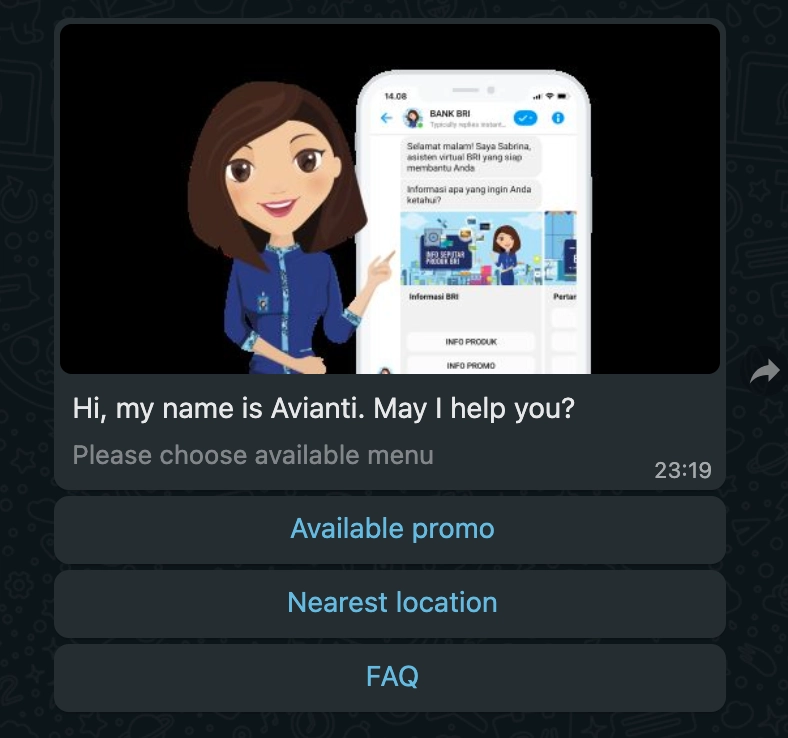 14.08
BANK BRI
Typically replies instant...
Selamat malam! Saya Sabrina,
asisten virtual BRI yang siap
membantu Anda
Informasi apa yang ingin Anda
ketahui?
INFO SEPUTAR
PRODUK BRI
Informasi BRI
Pertan
INFO PRODUK
INFO PROMO
Hi, my name is Avianti. May I help you?
Please choose available menu
23:19
Available promo
Nearest location
FAQ